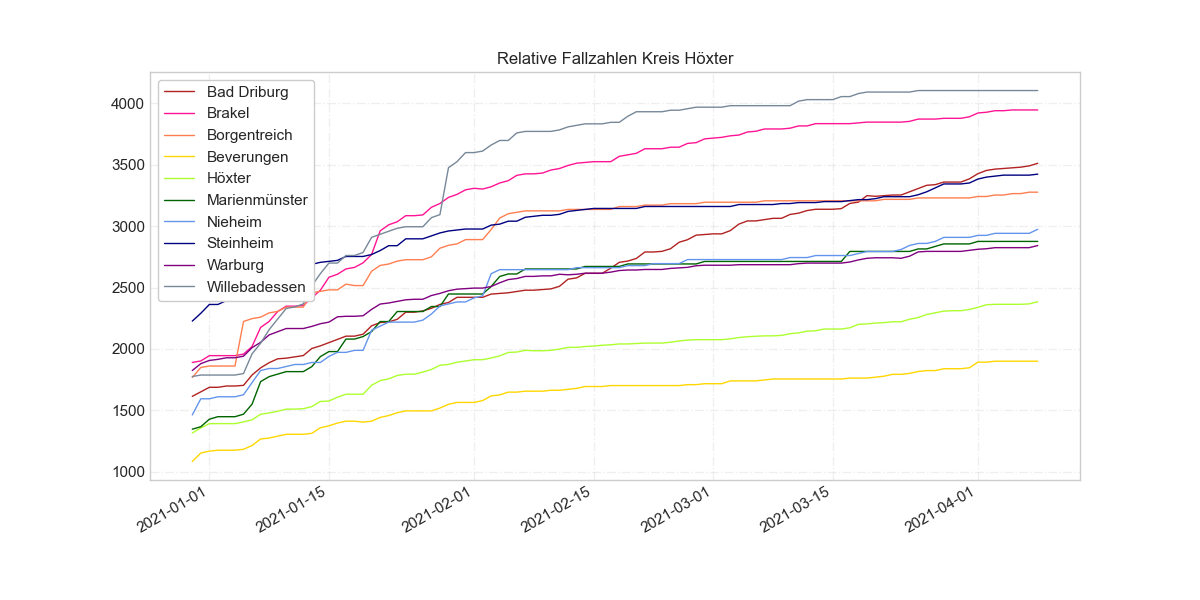 Relative Fallzahlen Kreis Höxter
Bad Driburg
Brakel
Borgentreich
Beverungen
Höxter
Marienmünster
Nieheim
Steinheim
Warburg
Willebadessen
4000
3500
3000
2500
2000
1500
1000
2021-01-01
2021-01-15
2021-02-01
2021-02-15
2021-03-01
2021-03-15
2021-04-01